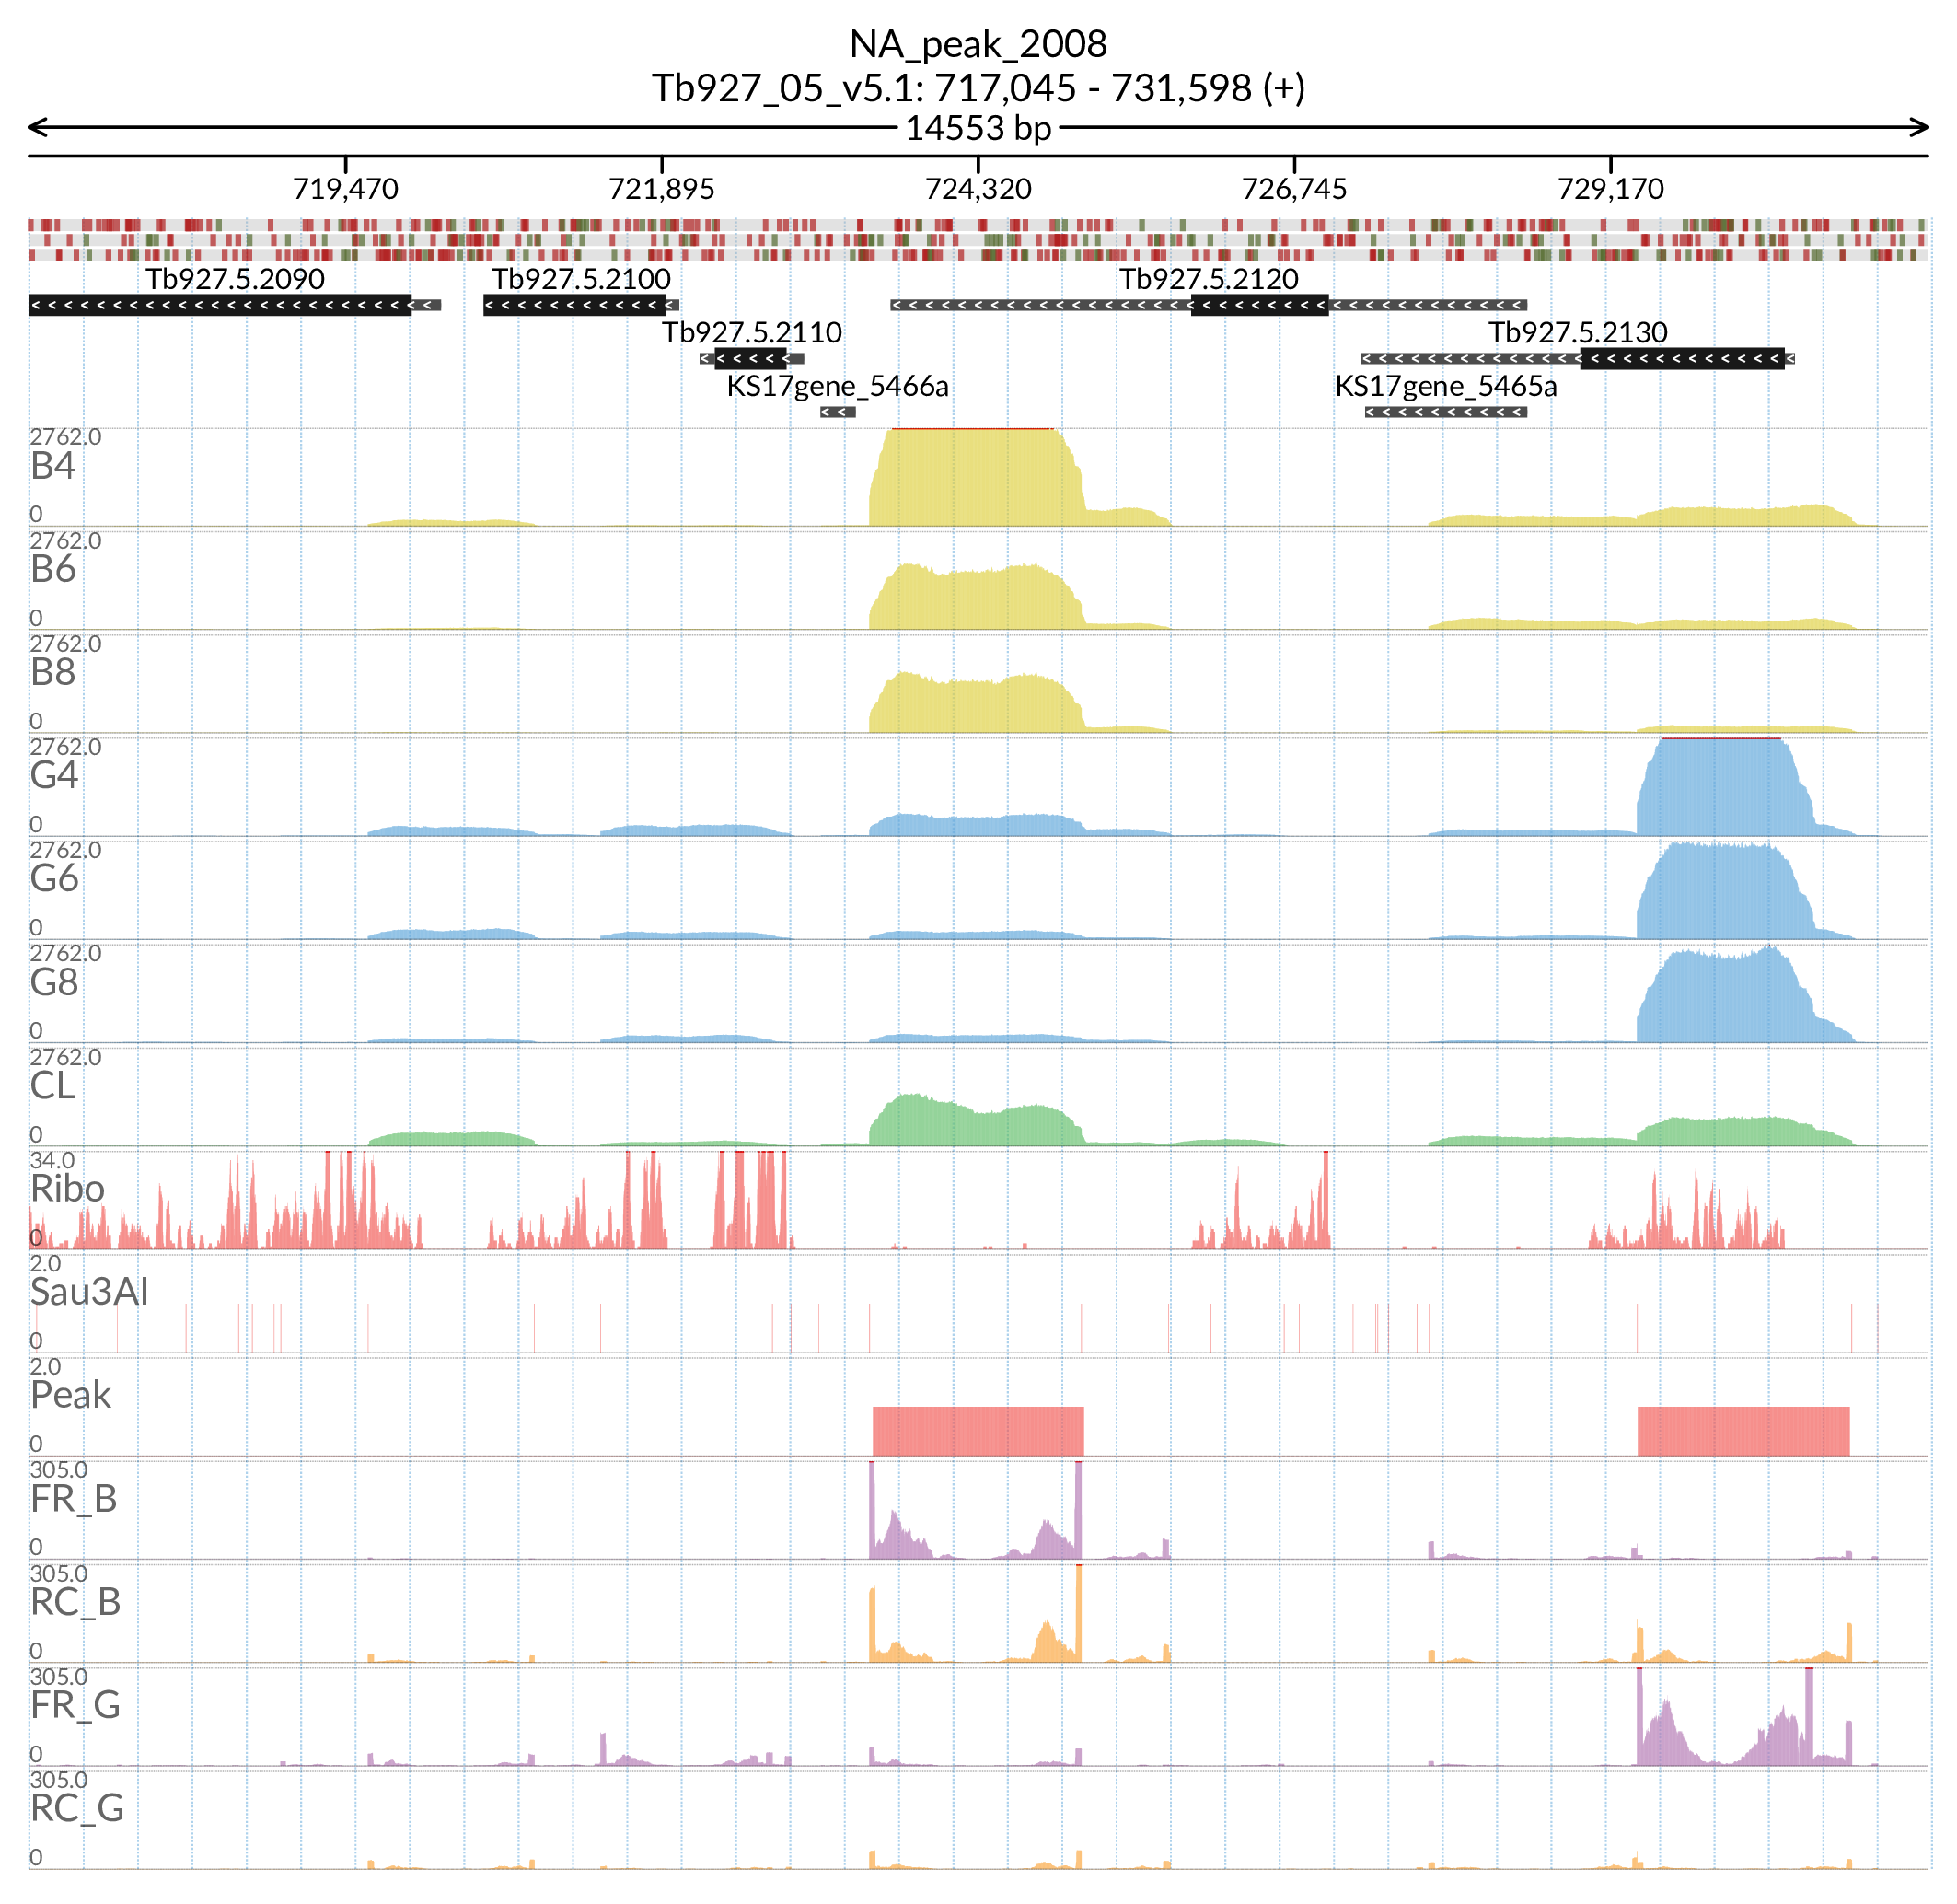 NA_peak_2008
Tb927_05_v5.1: 717,045 - 731,598 (+)
14553 bp
719,470 721,895 724,320 726,745 729,170
Tb927.5.2090 Tb927.5.2100 Tb927.5.2120
Tb927.5.2110 Tb927.5.2130
KS17gene_5466a KS17gene_5465a
2762.0
B4
0
2762.0
B6
0
2762.0
B8
0
2762.0
G4
0
2762.0
G6
0
2762.0
G8
0
2762.0
CL
0
34.0
Ribo
0
2.0
Sau3AI
0
2.0
Peak
0
305.0
FR_B
0
305.0
RC_B
0
305.0
FR_G
0
305.0
RC_G
0